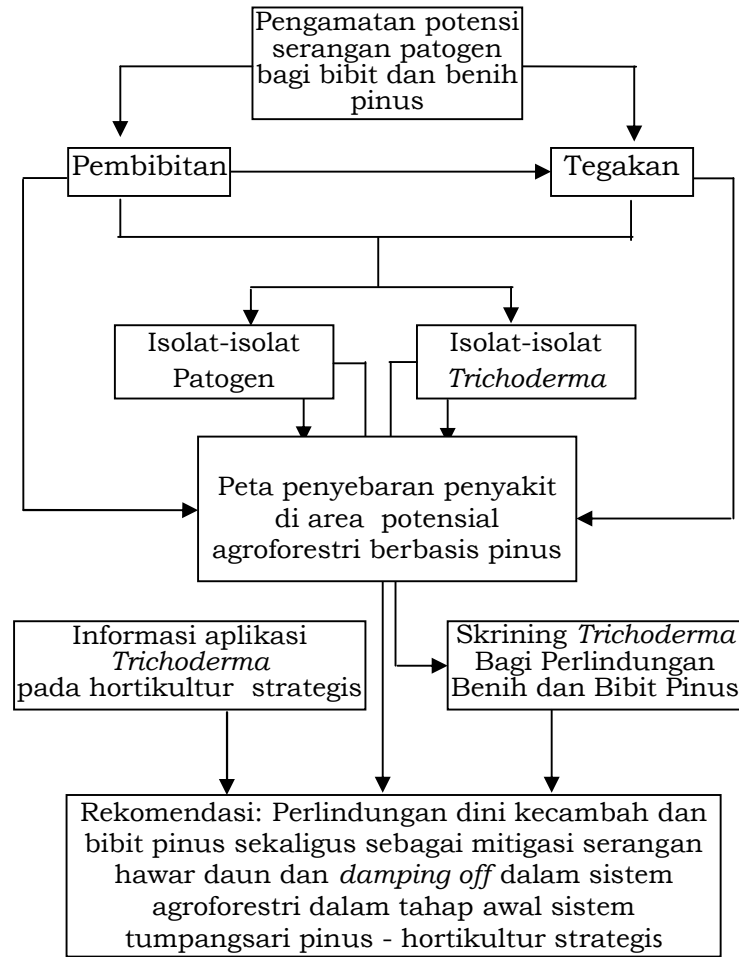 Pengamatan potensi
serangan patogen
bagi bibit dan benih
pinus
Pembibitan
Tegakan
Isolat-isolat
Patogen
Isolat-isolat
Trichoderma
Peta penyebaran penyakit
di area potensial
agroforestri berbasis pinus
Informasi aplikasi
Trichoderma
pada hortikultur strategis
Skrining Trichoderma
Bagi Perlindungan
Benih dan Bibit Pinus
Rekomendasi: Perlindungan dini kecambah dan
bibit pinus sekaligus sebagai mitigasi serangan
hawar daun dan damping off dalam sistem
agroforestri dalam tahap awal sistem
tumpangsari pinus - hortikultur strategis